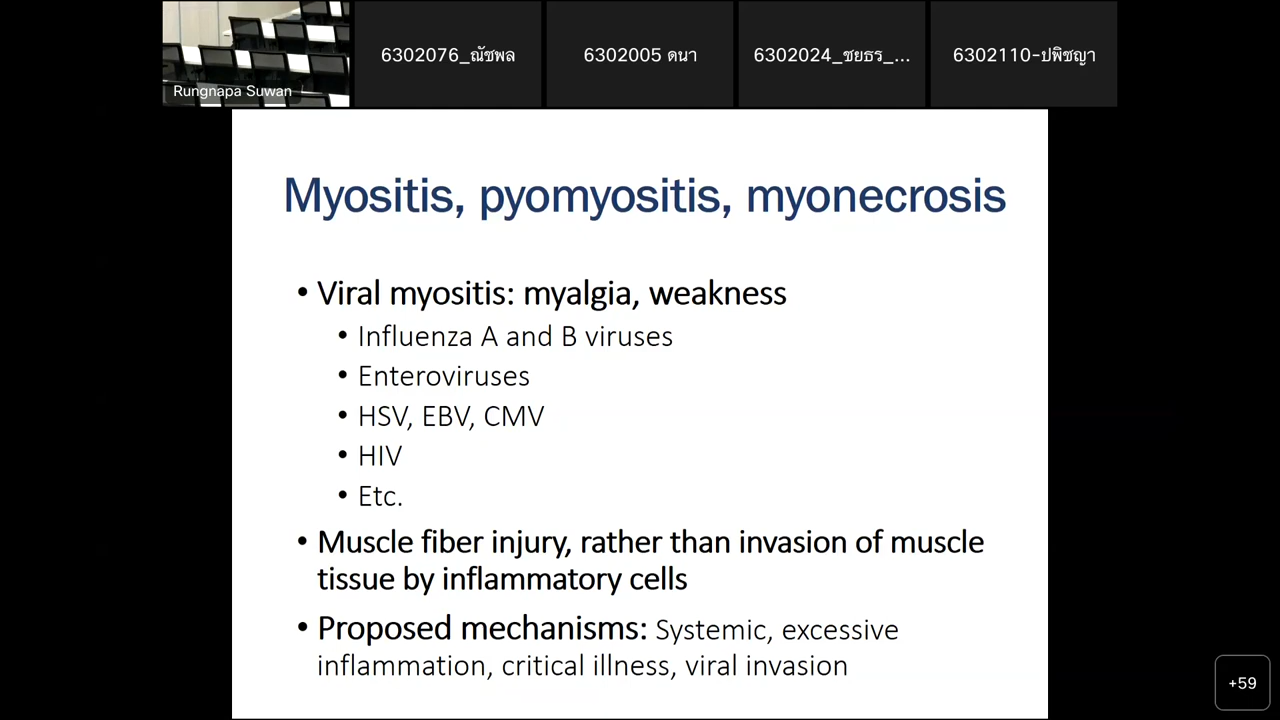 Rungnapa Suwan
6302076_ณัชพล
6302005 ดนา
6302024_ชยธร_...
6302110-ปพิชญา
Myositis, pyomyositis, myonecrosis
• Viral myositis: myalgia, weakness
• Influenza A and B viruses
• Enteroviruses
• HSV, EBV, CMV
• HIV
• Etc.
• Muscle fiber injury, rather than invasion of muscle
tissue by inflammatory cells
• Proposed mechanisms: Systemic, excessive
inflammation, critical illness, viral invasion
+59